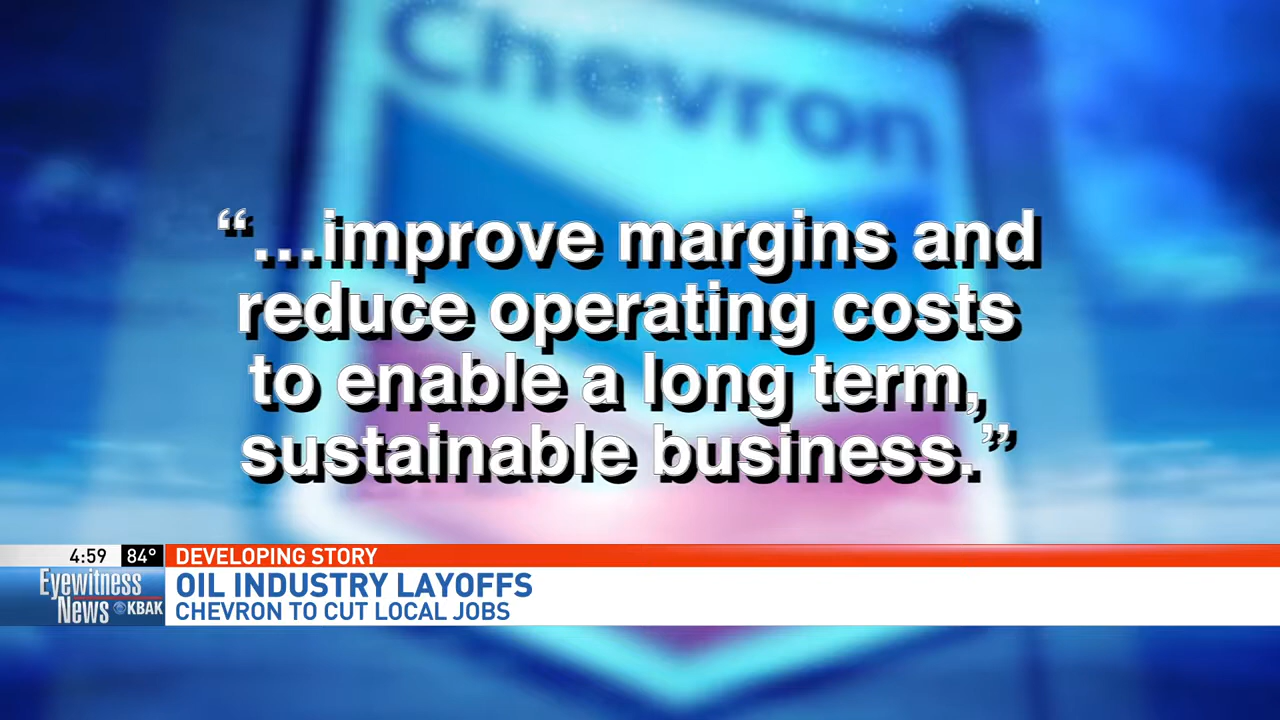 Chevron
“...improve margins and
reduce operating costs
to enable a long term,
sustainable business.”
4:59 84° DEVELOPING STORY
Eyewitness News KBAK
OIL INDUSTRY LAYOFFS
CHEVRON TO CUT LOCAL JOBS